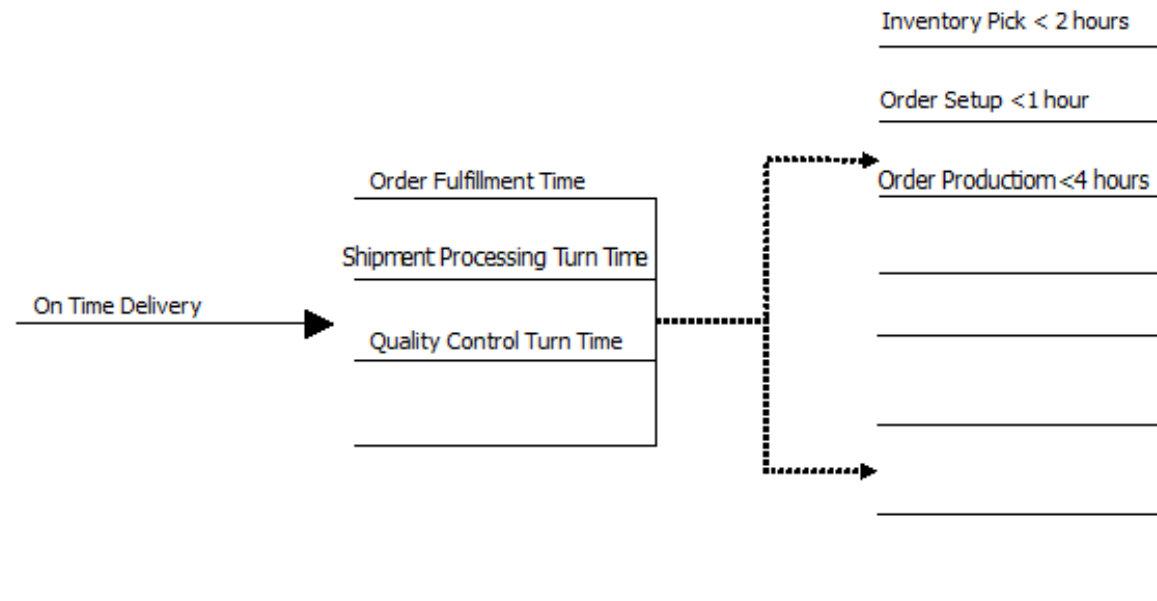 Inventory Pick < 2 hours
Order Setup <1 hour
Order Productiom<4 hours
Order Fulfillment Time
Shipment Processing Turn Time
Quality Control Turn Time
On Time Delivery